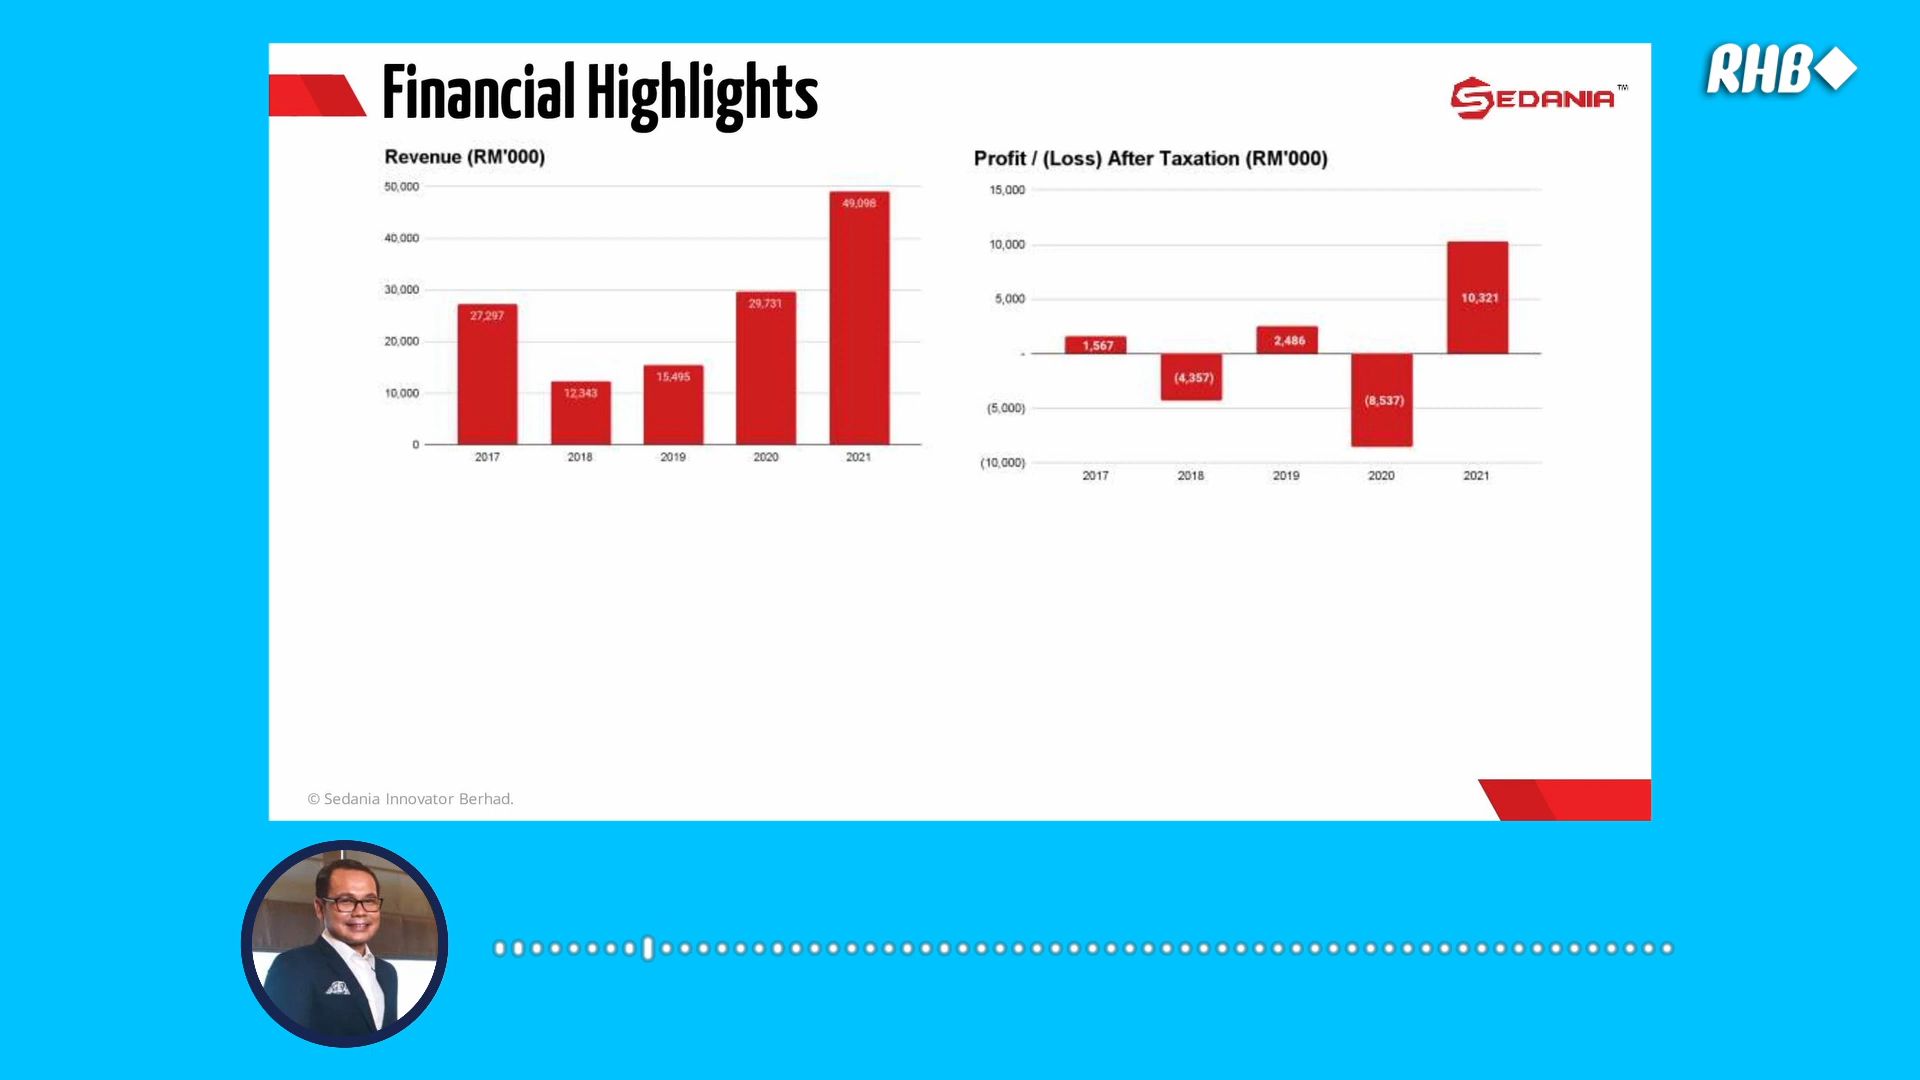 Financial Highlights
SEDANIA™
RHB
Revenue (RM'000)
50,000
40,000
30,000
20,000
10,000
0
27,297
12,343
15,495
29,731
49,098
2017 2018 2019 2020 2021
Profit / (Loss) After Taxation (RM'000)
15,000
10,000
5,000
-
(5,000)
(10,000)
1,567
(4,357)
2,486
(8,537)
10,321
2017 2018 2019 2020 2021
© Sedania Innovator Berhad.